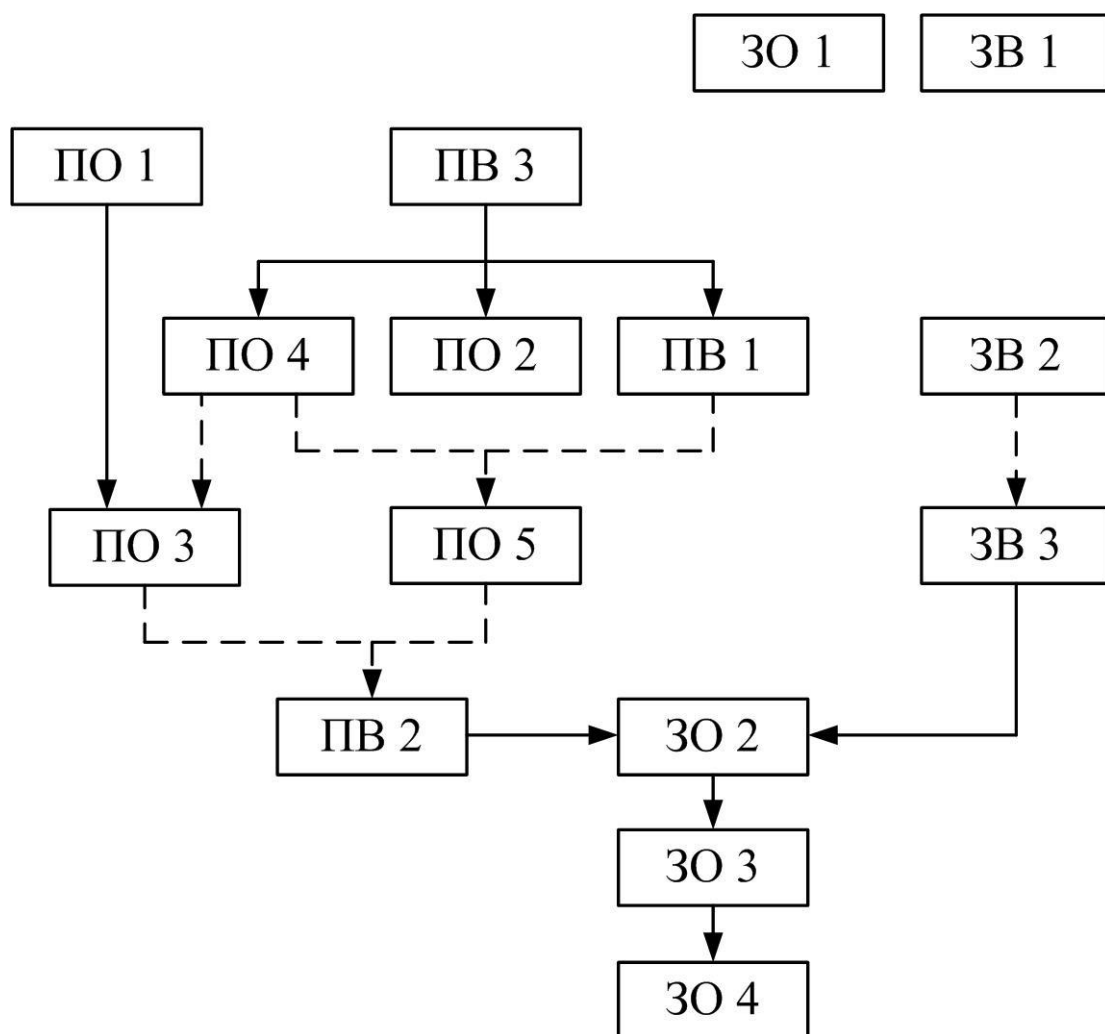 ЗО 1
ЗВ 1
ПО 1
ПВ 3
ПО 4
ПО 2
ПВ 1
ЗВ 2
ПО 3
ПО 5
ЗВ 3
ПВ 2
ЗО 2
ЗО 3
ЗО 4